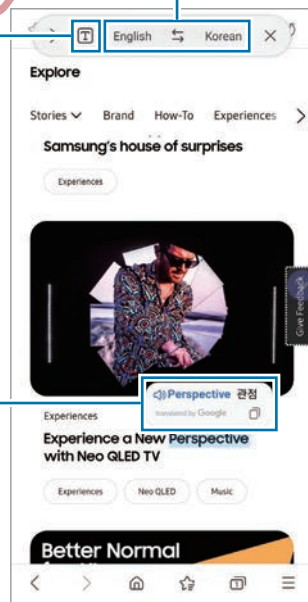 T English Korean
Explore
Stories Brand How-To Experiences
Samsung's house of surprises
Experiences
Give Feedback
Perspective 관점
translated by Google
Experiences
Experience a New Perspective
with Neo QLED TV
Experiences Neo QLED Music
Better Normal
1